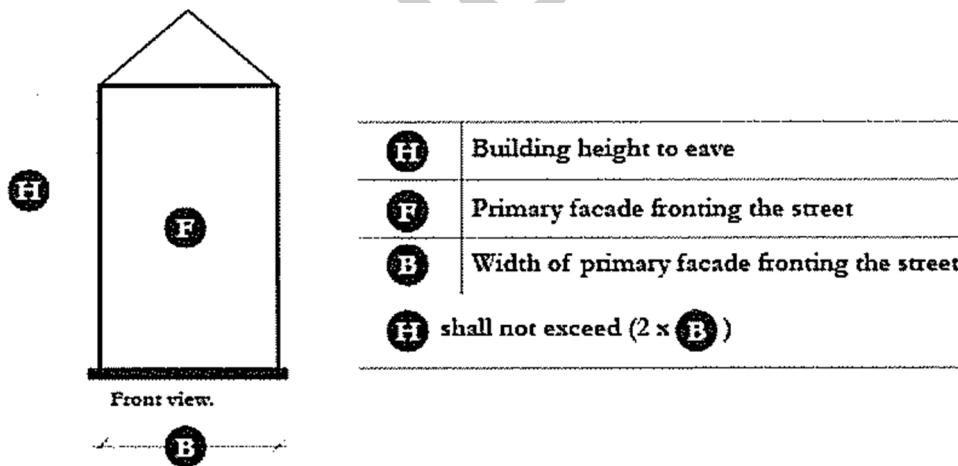 H Building height to eave
H
F Primary facade fronting the street
F
B Width of primary facade fronting the street
H shall not exceed (2 x B )
Front view.
B